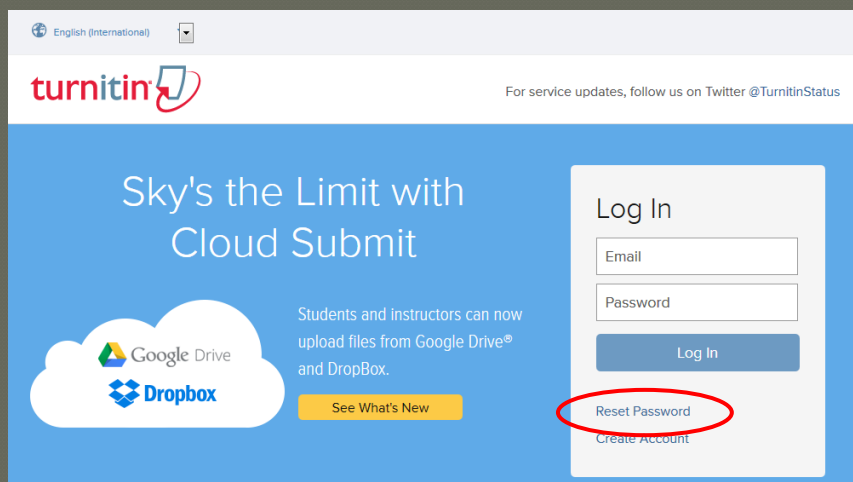 English (International)
turnitin
For service updates, follow us on Twitter @TurnitinStatus
Sky's the Limit with
Cloud Submit
Google Drive
Dropbox
Students and instructors can now
upload files from Google Drive®
and DropBox.
See What's New
Log In
Email
Password
Log In
Reset Password
Create Account